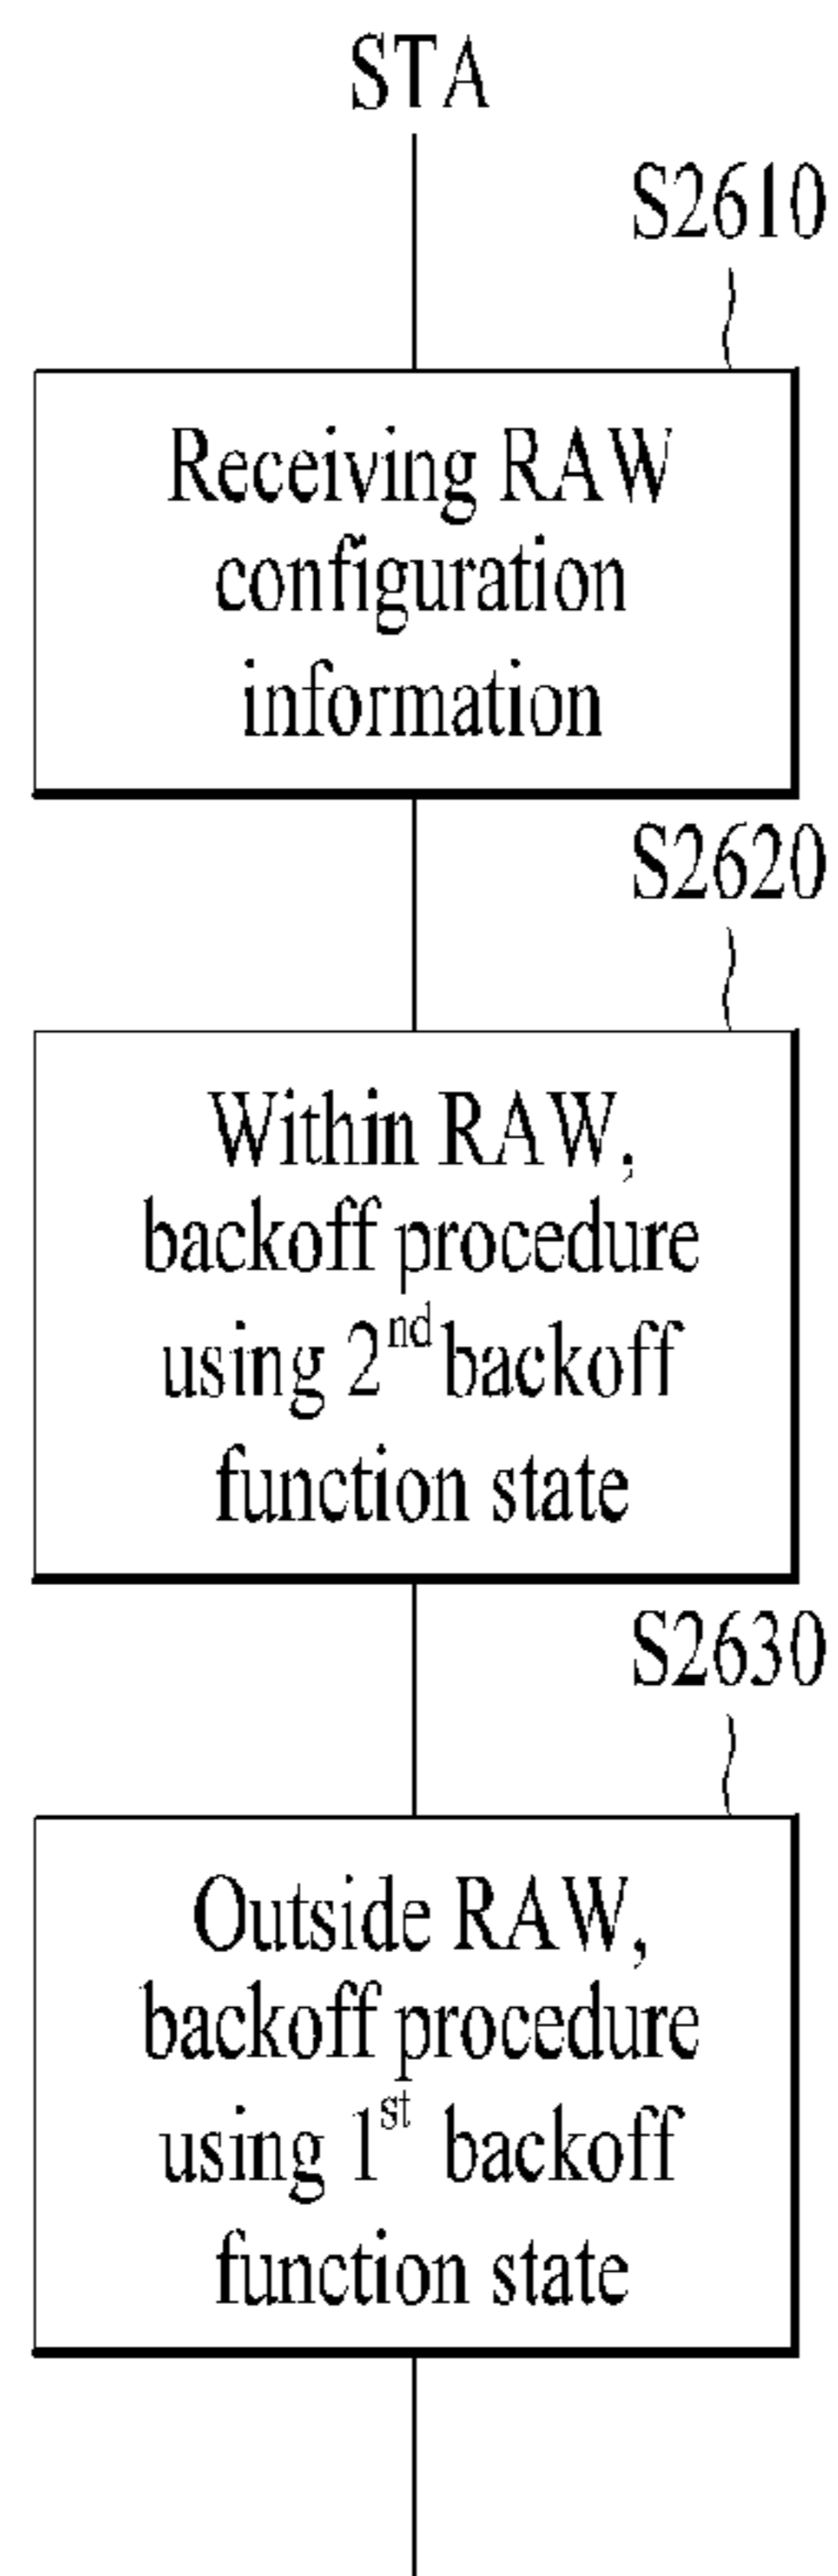 STA
S2610
Receiving RAW
configuration
information
S2620
Within RAW,
backoff procedure
using 2nd backoff
function state
S2630
Outside RAW,
backoff procedure
using 1st backoff
function state